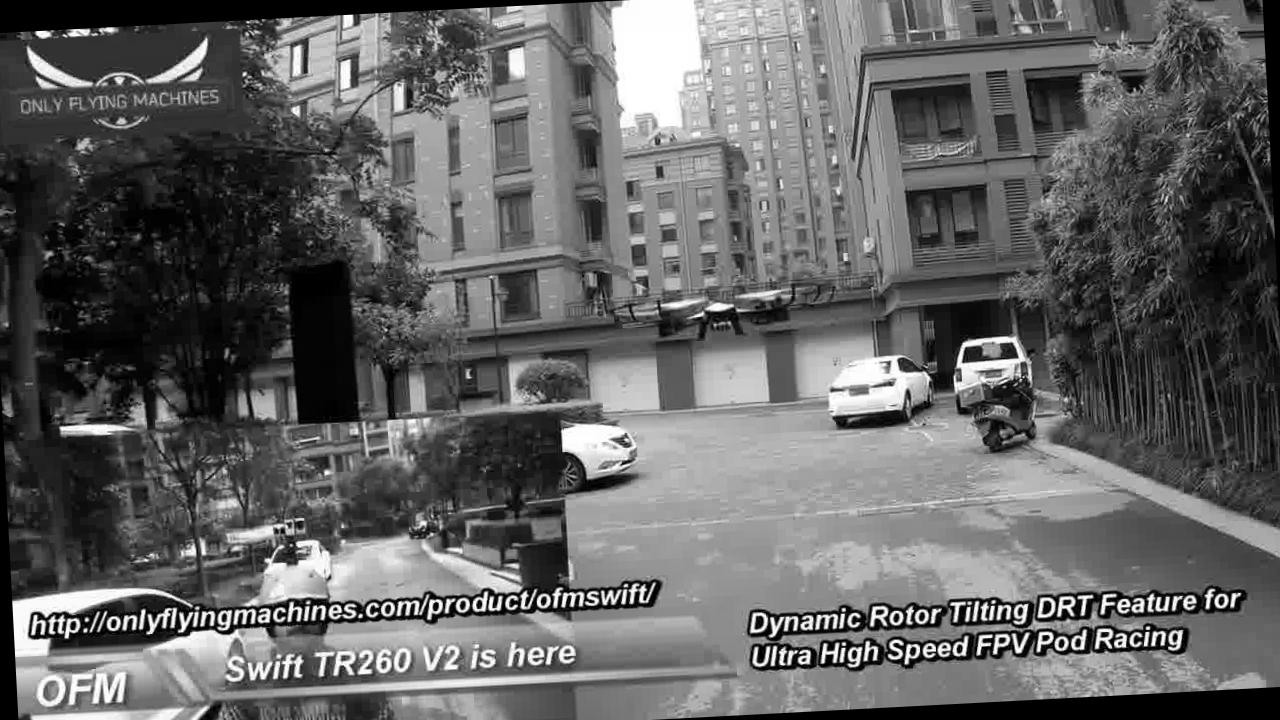 ONLY FLYING MACHINES
http://onlyflyingmachines.com/product/ofmswift/
Swift TR260 V2 is here
OFM
Dynamic Rotor Tilting DRT Feature for
Ultra High Speed FPV Pod Racing